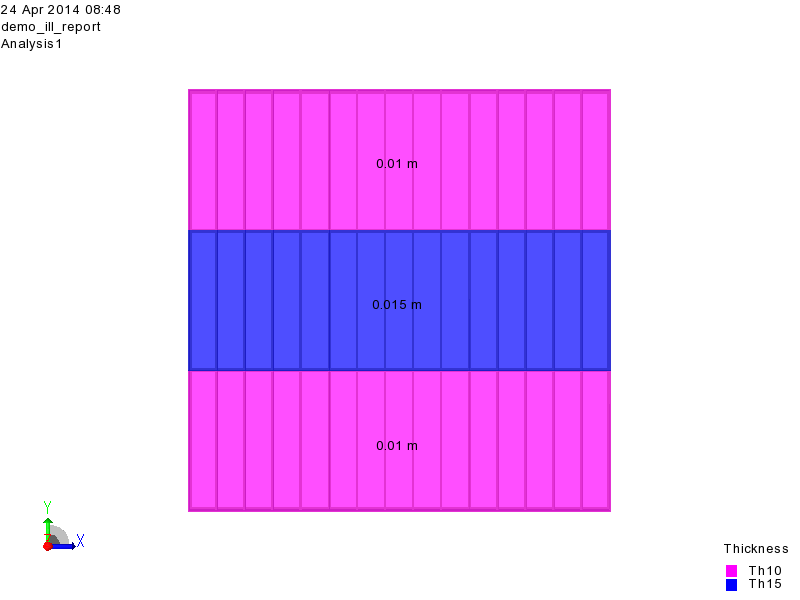 24 Apr 2014 08:48
demo_ill_report
Analysis1
0.01 m
0.015 m
0.01 m
Y
X
Thickness
Th10
Th15